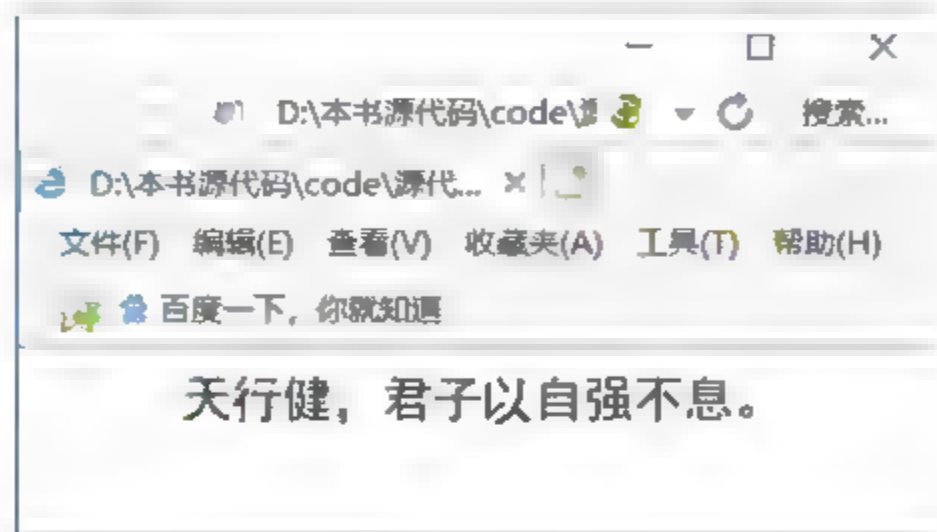 D:\本书源代码\code\源 搜索...
D:\本书源代码\code\源代...
文件(F) 编辑(E) 查看(V) 收藏夹(A) 工具(T) 帮助(H)
百度一下，你就知道
天行健，君子以自强不息。